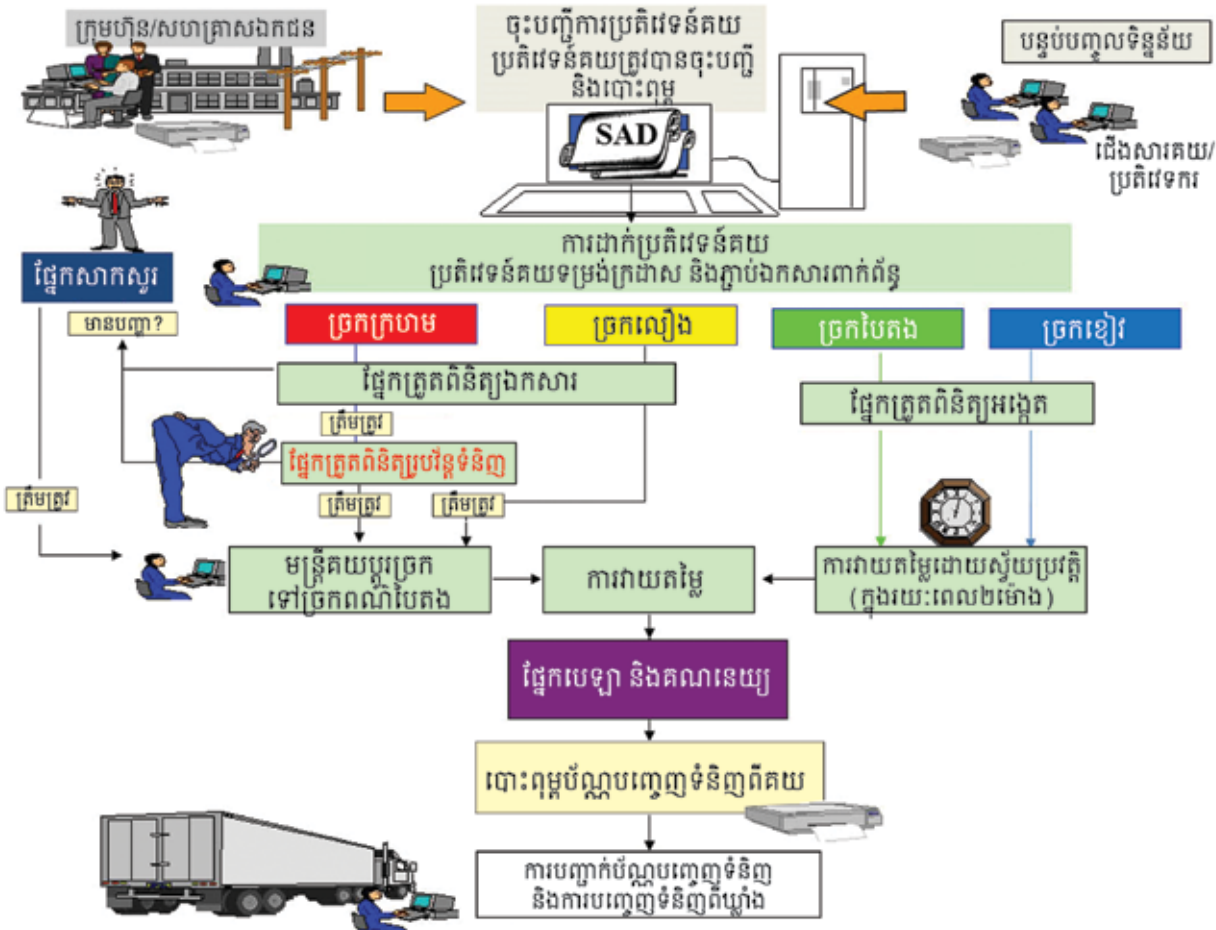 ក្រុមហ៊ុន/សហគ្រាសឯកជន
ចុះបញ្ជីការប្រតិវេទន៍គយ
ប្រតិវេទន៍គយត្រូវបានចុះបញ្ជី
និងបោះពុម្ព
បន្ទប់បញ្ចូលទិន្នន័យ
SAD
ជើងសារគយ/
ប្រតិវេទករ
ការដាក់ប្រតិវេទន៍គយ
ប្រតិវេទន៍គយទម្រង់ក្រដាស និងភ្ជាប់ឯកសារពាក់ព័ន្ធ
ផ្នែកសាកសួរ
មានបញ្ហា?
ច្រកក្រហម
ច្រកលឿង
ច្រកបៃតង
ច្រកខៀវ
ផ្នែកត្រួតពិនិត្យឯកសារ
ផ្នែកត្រួតពិនិត្យអង្កេត
ត្រឹមត្រូវ
ផ្នែកត្រួតពិនិត្យរូបវ័ន្តទំនិញ
ត្រឹមត្រូវ
ត្រឹមត្រូវ
ត្រឹមត្រូវ
មន្ត្រីគយប្តូរច្រក
ទៅច្រកពណ៌បៃតង
ការវាយតម្លៃ
ការវាយតម្លៃដោយស្វ័យប្រវត្តិ
(ក្នុងរយៈពេល២ម៉ោង)
ផ្នែកបេឡា និងគណនេយ្យ
បោះពុម្ពប័ណ្ណបញ្ចេញទំនិញពីគយ
ការបញ្ជាក់ប័ណ្ណបញ្ចេញទំនិញ
និងការបញ្ចេញទំនិញពីឃ្លាំង